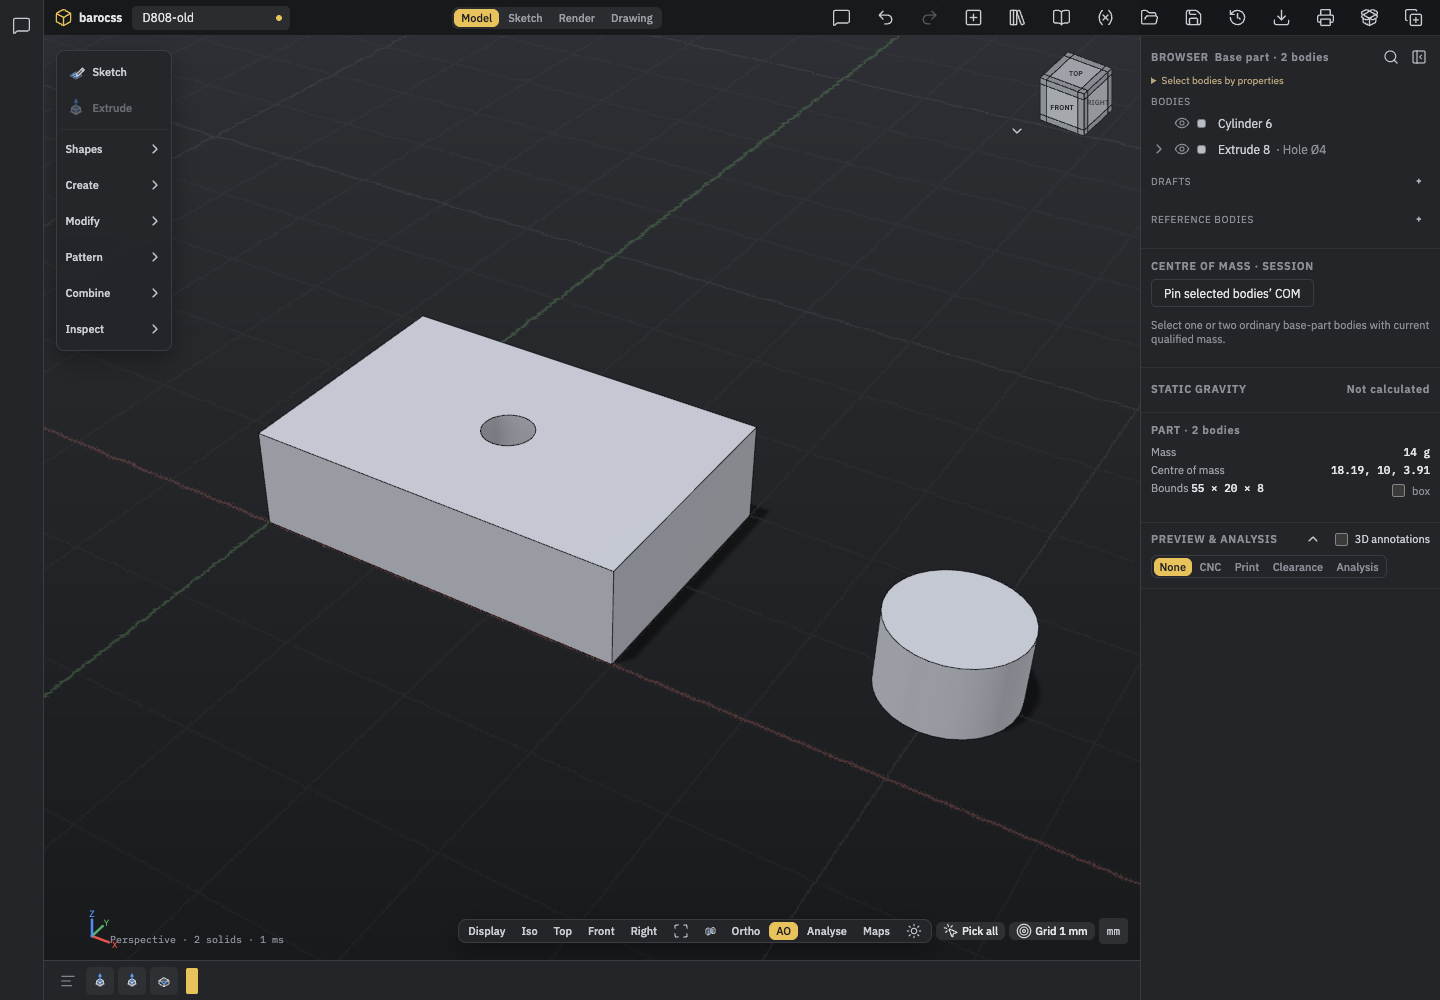 barocss
D808-old
Model Sketch Render Drawing
Sketch
Extrude
Shapes
Create
Modify
Pattern
Combine
Inspect
TOP
FRONT
RIGHT
BROWSER Base part · 2 bodies
Select bodies by properties
BODIES
Cylinder 6
Extrude 8 · Hole Ø4
DRAFTS +
REFERENCE BODIES +
CENTRE OF MASS · SESSION
Pin selected bodies’ COM
Select one or two ordinary base-part bodies with current
qualified mass.
STATIC GRAVITY Not calculated
PART · 2 bodies
Mass 14 g
Centre of mass 18.19, 10, 3.91
Bounds 55 × 20 × 8 box
PREVIEW & ANALYSIS 3D annotations
None CNC Print Clearance Analysis
Z
Y
X
Perspective · 2 solids · 1 ms
Display Iso Top Front Right Ortho AO Analyse Maps Pick all Grid 1 mm mm